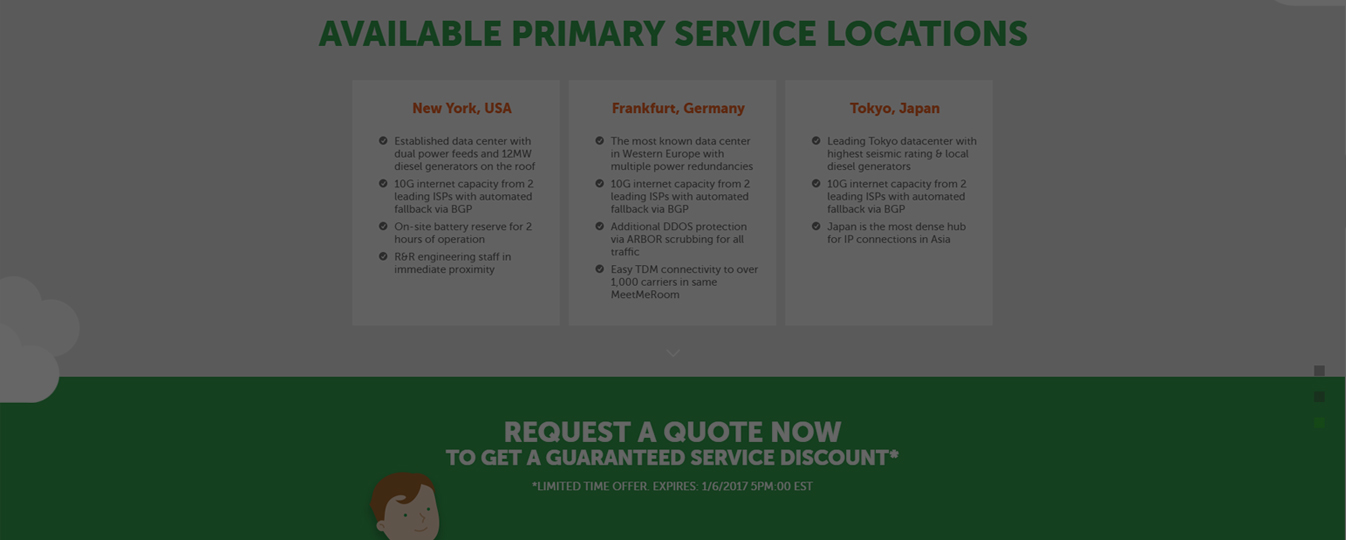 AVAILABLE PRIMARY SERVICE LOCATIONS
New York, USA
Established data center with
dual power feeds and 12MW
diesel generators on the roof
10G internet capacity from 2
leading ISPs with automated
fallback via BGP
On-site battery reserve for 2
hours of operation
R&R engineering staff in
immediate proximity
Frankfurt, Germany
The most known data center
in Western Europe with
multiple power redundancies
10G internet capacity from 2
leading ISPs with automated
fallback via BGP
Additional DDOS protection
via ARBOR scrubbing for all
traffic
Easy TDM connectivity to over
1,000 carriers in same
MeetMeRoom
Tokyo, Japan
Leading Tokyo datacenter with
highest seismic rating & local
diesel generators
10G internet capacity from 2
leading ISPs with automated
fallback via BGP
Japan is the most dense hub
for IP connections in Asia
REQUEST A QUOTE NOW
TO GET A GUARANTEED SERVICE DISCOUNT*
*LIMITED TIME OFFER. EXPIRES: 1/6/2017 5PM:00 EST